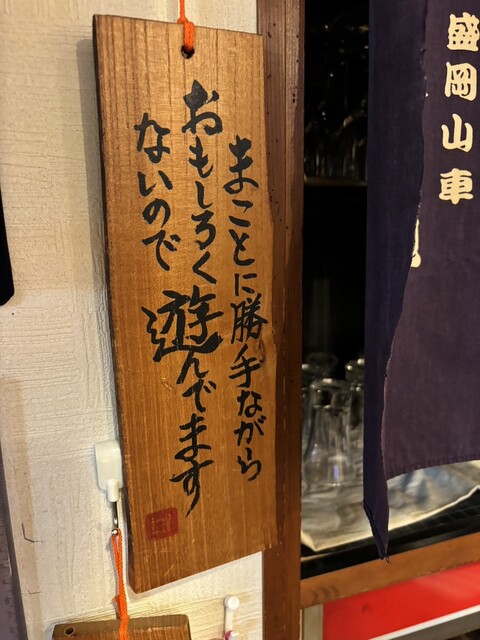 まことに勝手ながら
おもしろく
ないので
遊んでます
盛岡山車